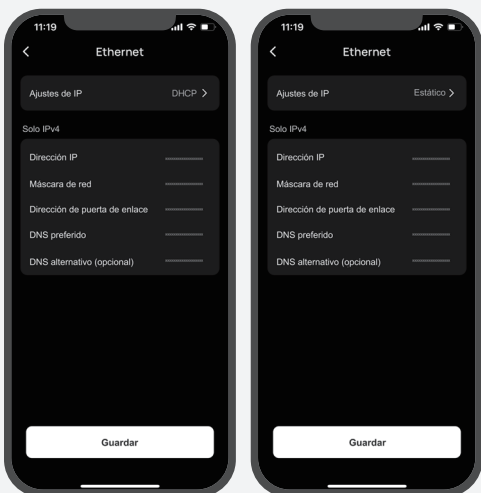 11:19
Ethernet
Ajustes de IP
DHCP
Solo IPv4
Dirección IP
Máscara de red
Dirección de puerta de enlace
DNS preferido
DNS alternativo (opcional)
Guardar
11:19
Ethernet
Ajustes de IP
Estático
Solo IPv4
Dirección IP
Máscara de red
Dirección de puerta de enlace
DNS preferido
DNS alternativo (opcional)
Guardar